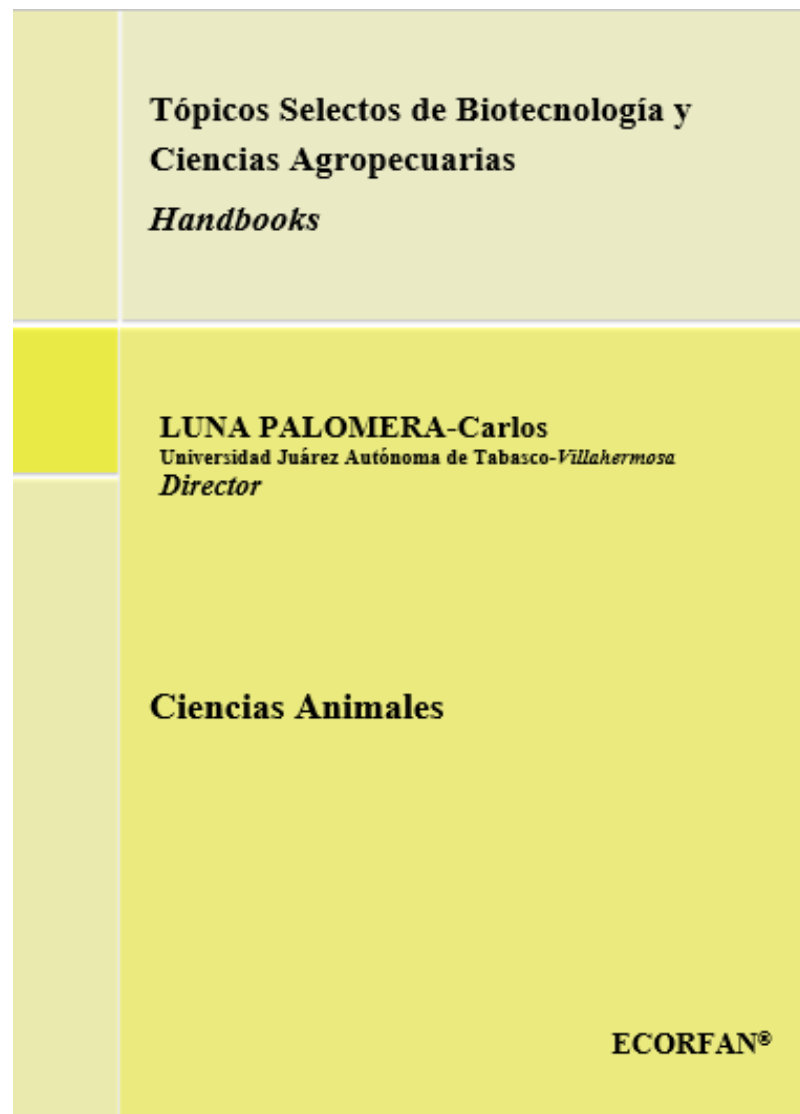 Tópicos Selectos de Biotecnología y
Ciencias Agropecuarias
Handbooks
LUNA PALOMERA-Carlos
Universidad Juárez Autónoma de Tabasco-Villahermosa
Director
Ciencias Animales
ECORFAN®